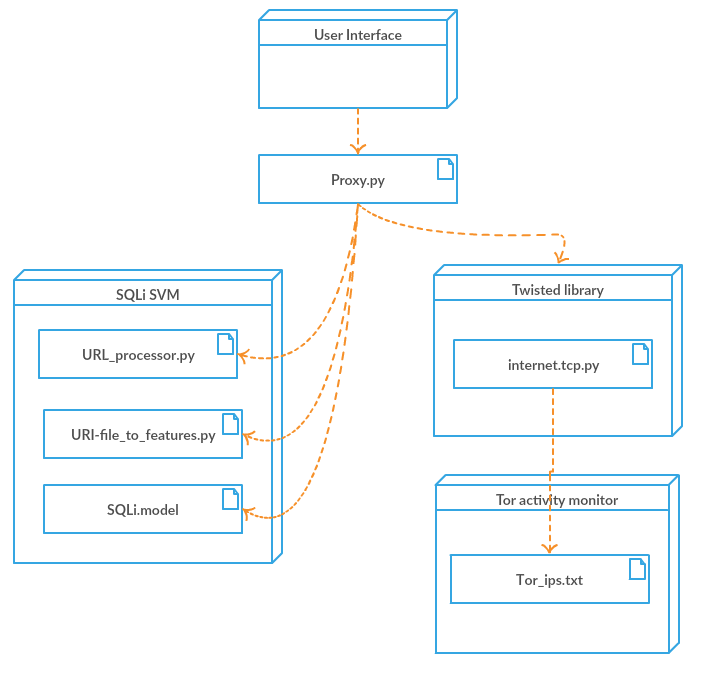 User Interface
Proxy.py
SQLi SVM
URL_processor.py
URI-file_to_features.py
SQLi.model
Twisted library
internet.tcp.py
Tor activity monitor
Tor_ips.txt